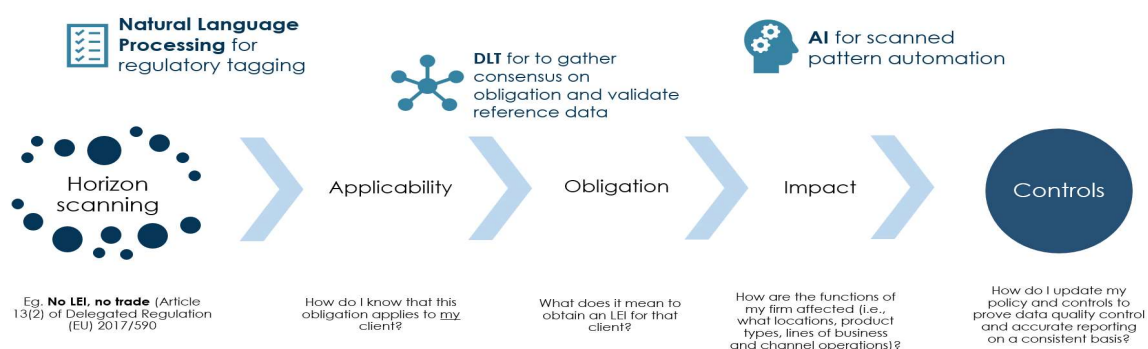 Natural Language
Processing for
regulatory tagging
DLT for to gather
consensus on
obligation and validate
reference data
AI for scanned
pattern automation
Horizon
scanning
Applicability
Obligation
Impact
Controls
Eg. No LEI, no trade (Article
13(2) of Delegated Regulation
(EU) 2017/590
How do I know that this
obligation applies to my
client?
What does it mean to
obtain an LEI for that
client?
How are the functions of
my firm affected (i.e.,
what locations, product
types, lines of business
and channel operations)?
How do I update my
policy and controls to
prove data quality control
and accurate reporting
on a consistent basis?